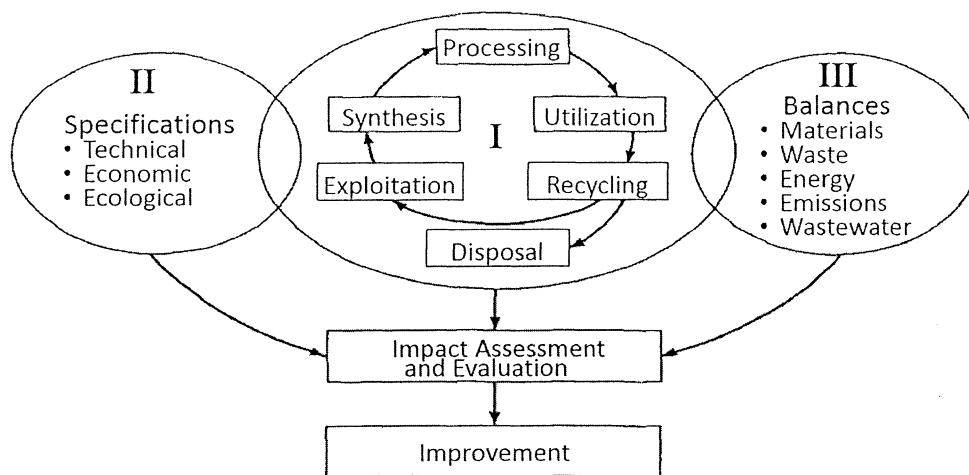 II
Specifications
• Technical
• Economic
• Ecological
I
Processing
Synthesis
Utilization
Exploitation
Recycling
Disposal
III
Balances
• Materials
• Waste
• Energy
• Emissions
• Wastewater
Impact Assessment
and Evaluation
Improvement